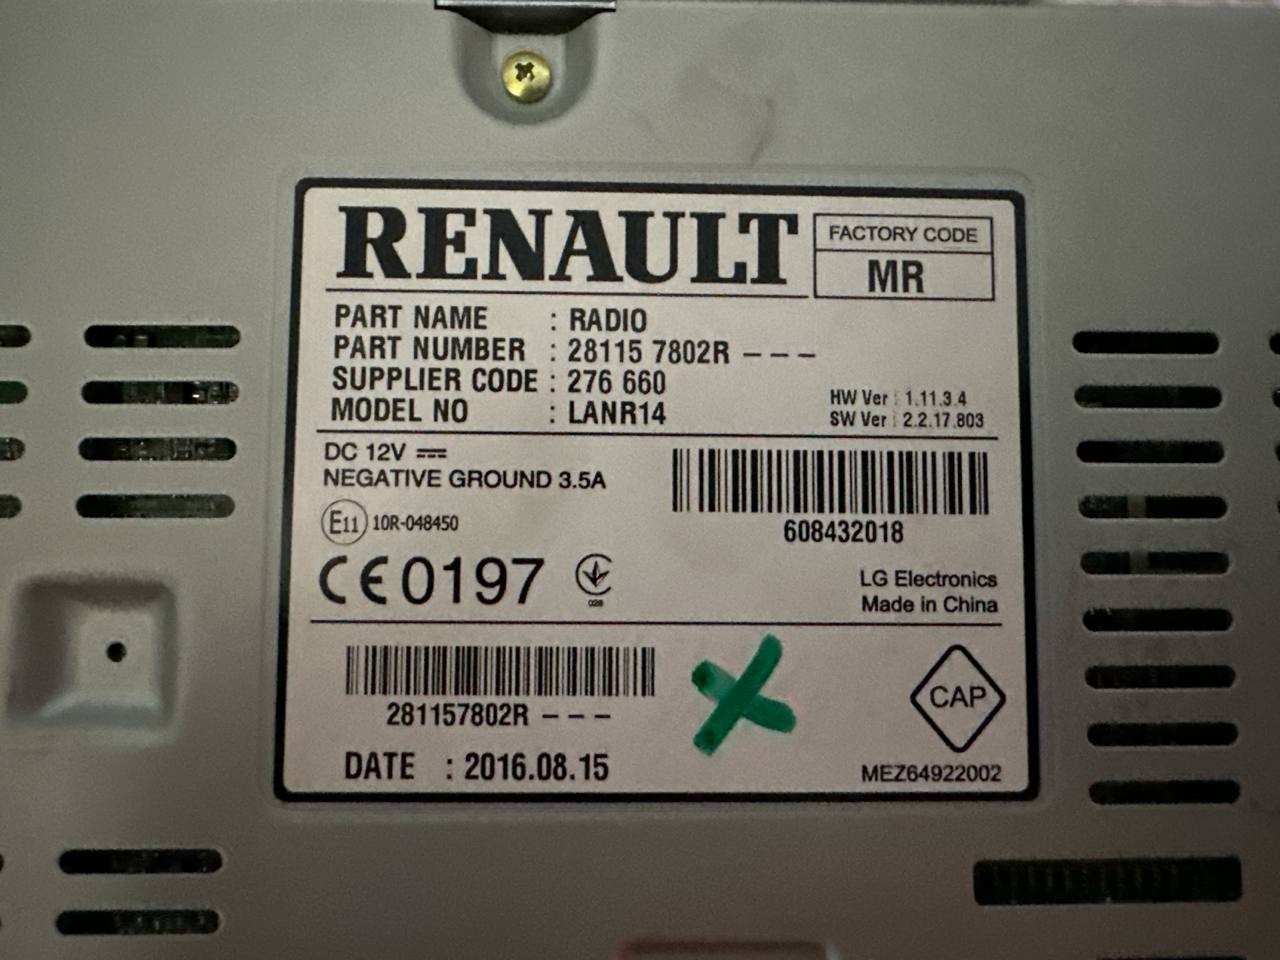 RENAULT
FACTORY CODE
MR
PART NAME : RADIO
PART NUMBER : 28115 7802R - - -
SUPPLIER CODE : 276 660
MODEL NO : LANR14
HW Ver : 1.11.3.4
SW Ver : 2.2.17.803
DC 12V
NEGATIVE GROUND 3.5A
E11 10R-048450
CE0197
028
608432018
LG Electronics
Made in China
281157802R - - -
DATE : 2016.08.15
CAP
MEZ64922002